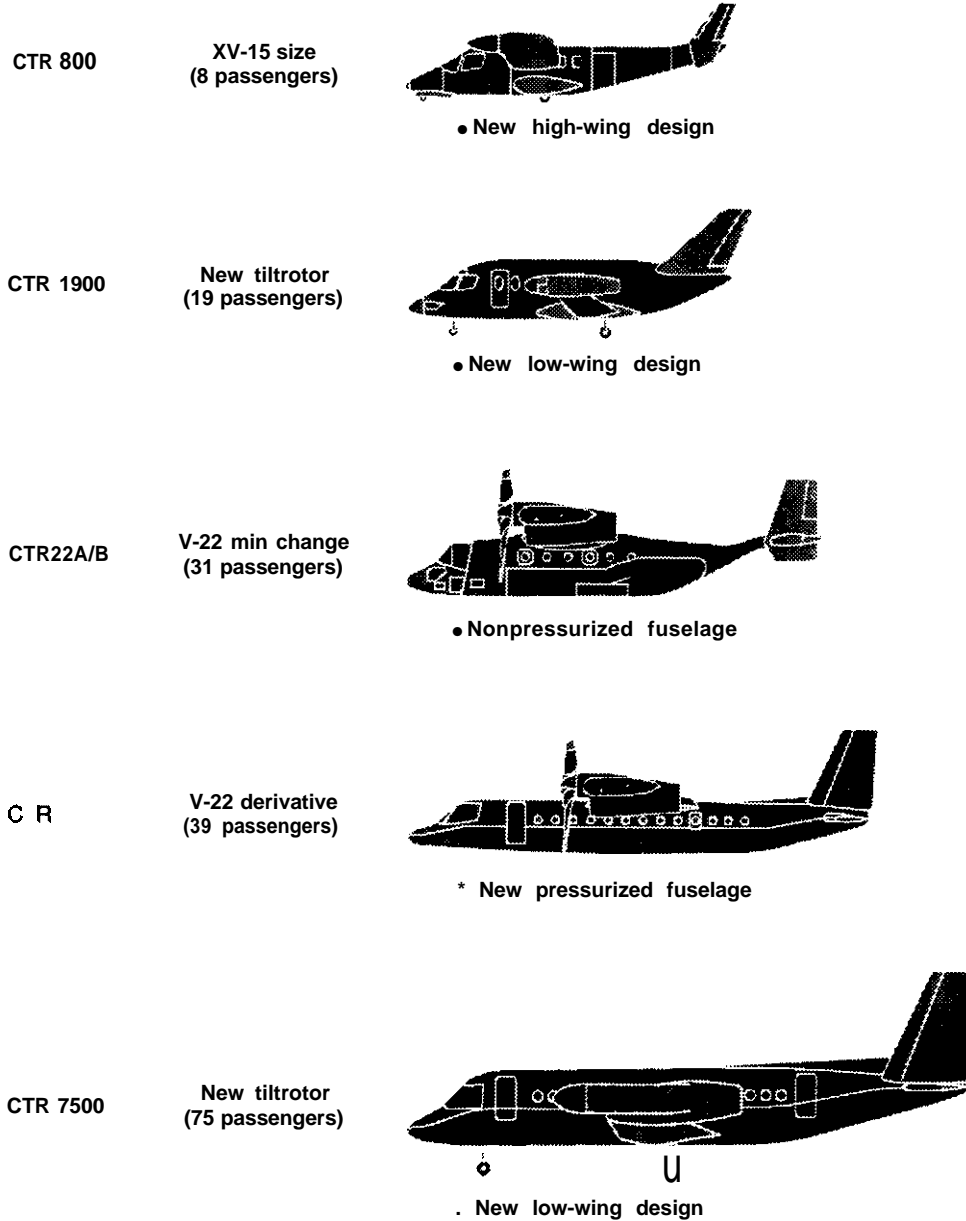 CTR 800
XV-15 size
(8 passengers)
• New high-wing design
CTR 1900
New tiltrotor
(19 passengers)
• New low-wing design
CTR22A/B
V-22 min change
(31 passengers)
• Nonpressurized fuselage
C R
V-22 derivative
(39 passengers)
* New pressurized fuselage
CTR 7500
New tiltrotor
(75 passengers)
U
. New low-wing design